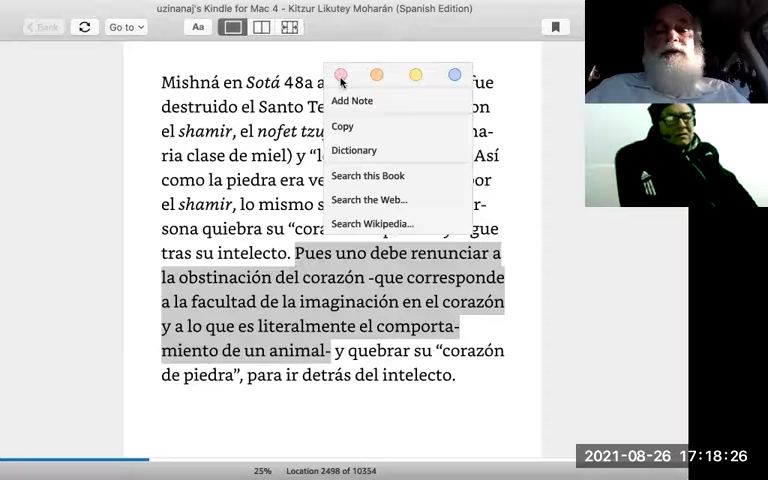 uzinanaj's Kindle for Mac 4 - Kitzur Likutey Moharán (Spanish Edition)
Back
Go to
Aa
Mishná en Sotá 48a a fue
destruido el Santo Te on
el shamir, el nofet tzu na-
ria clase de miel) y “l Así
como la piedra era ve por
el shamir, lo mismo s r-
sona quiebra su “cora gue
tras su intelecto. Pues uno debe renunciar a
la obstinación del corazón -que corresponde
a la facultad de la imaginación en el corazón
y a lo que es literalmente el comporta-
miento de un animal- y quebrar su “corazón
de piedra”, para ir detrás del intelecto.
Add Note
Copy
Dictionary
Search this Book
Search the Web...
Search Wikipedia...
25% Location 2498 of 10354
2021-08-26 17:18:26